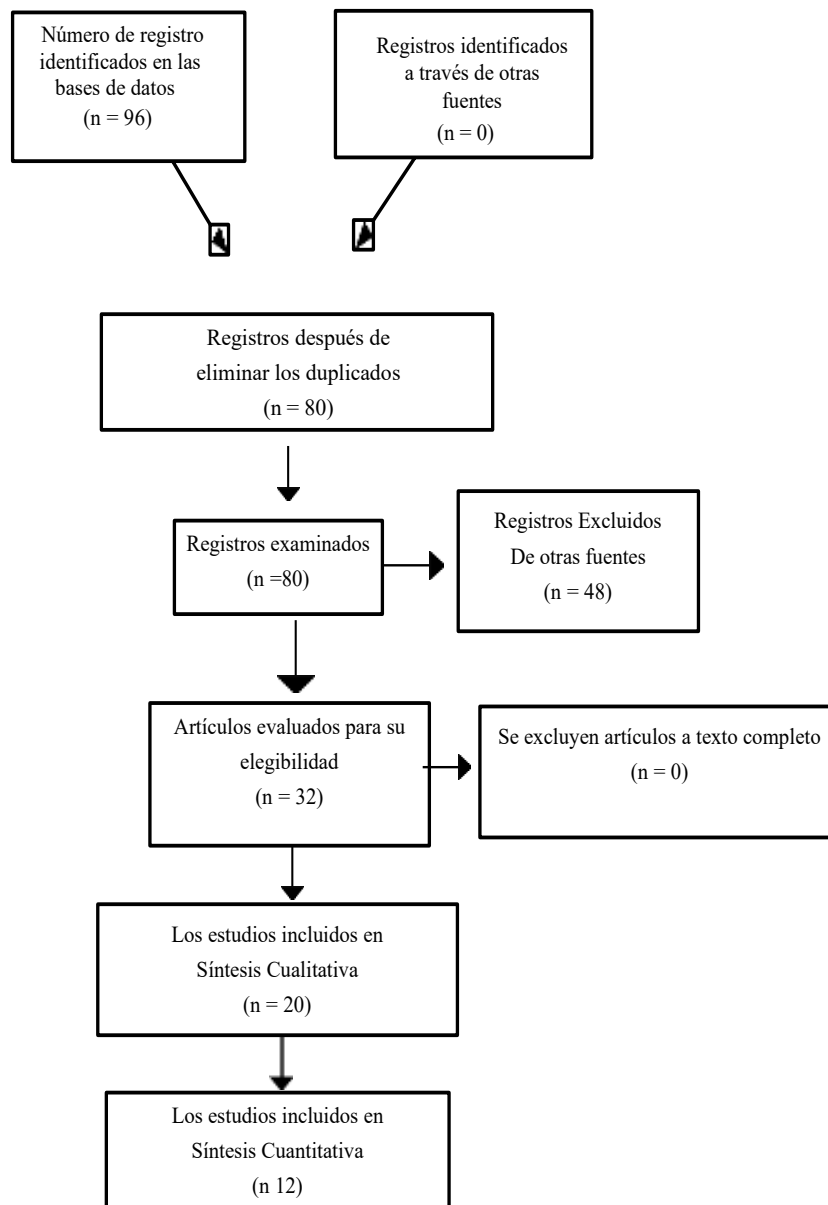 Número de registro
identificados en las
bases de datos
(n = 96)
Registros identificados
a través de otras
fuentes
(n = 0)
Registros después de
eliminar los duplicados
(n = 80)
Registros examinados
(n =80)
Registros Excluidos
De otras fuentes
(n = 48)
Artículos evaluados para su
elegibilidad
(n = 32)
Se excluyen artículos a texto completo
(n = 0)
Los estudios incluidos en
Síntesis Cualitativa
(n = 20)
Los estudios incluidos en
Síntesis Cuantitativa
(n 12)